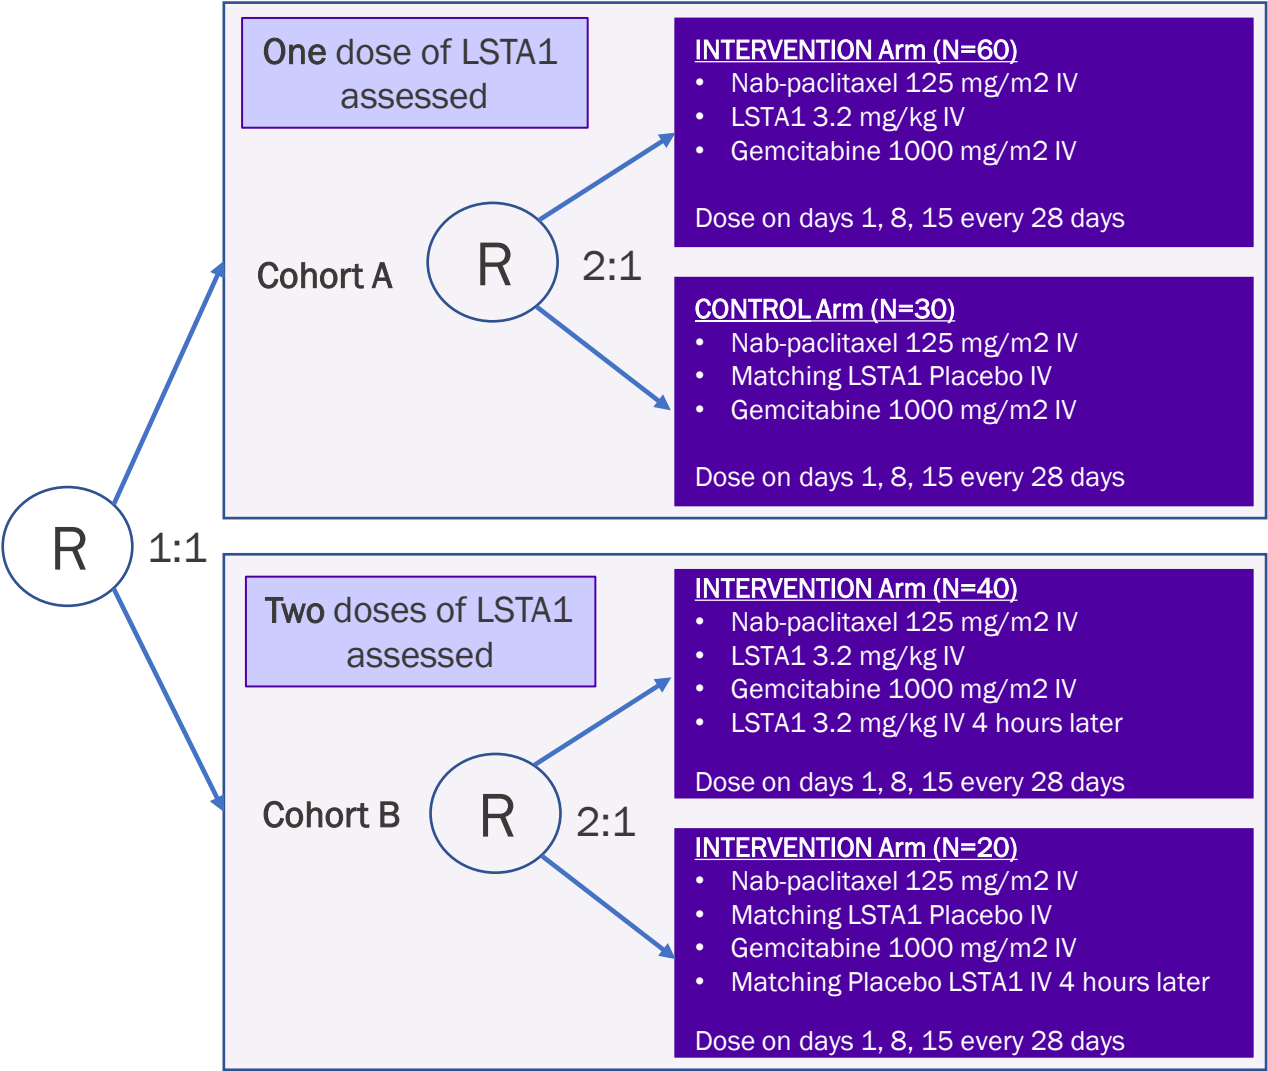 One dose of LSTA1
assessed
INTERVENTION Arm (N=60)
• Nab-paclitaxel 125 mg/m2 IV
• LSTA1 3.2 mg/kg IV
• Gemcitabine 1000 mg/m2 IV
Dose on days 1, 8, 15 every 28 days
Cohort A
R
2:1
CONTROL Arm (N=30)
• Nab-paclitaxel 125 mg/m2 IV
• Matching LSTA1 Placebo IV
• Gemcitabine 1000 mg/m2 IV
Dose on days 1, 8, 15 every 28 days
R
1:1
Two doses of LSTA1
assessed
INTERVENTION Arm (N=40)
• Nab-paclitaxel 125 mg/m2 IV
• LSTA1 3.2 mg/kg IV
• Gemcitabine 1000 mg/m2 IV
• LSTA1 3.2 mg/kg IV 4 hours later
Dose on days 1, 8, 15 every 28 days
Cohort B
R
2:1
INTERVENTION Arm (N=20)
• Nab-paclitaxel 125 mg/m2 IV
• Matching LSTA1 Placebo IV
• Gemcitabine 1000 mg/m2 IV
• Matching Placebo LSTA1 IV 4 hours later
Dose on days 1, 8, 15 every 28 days